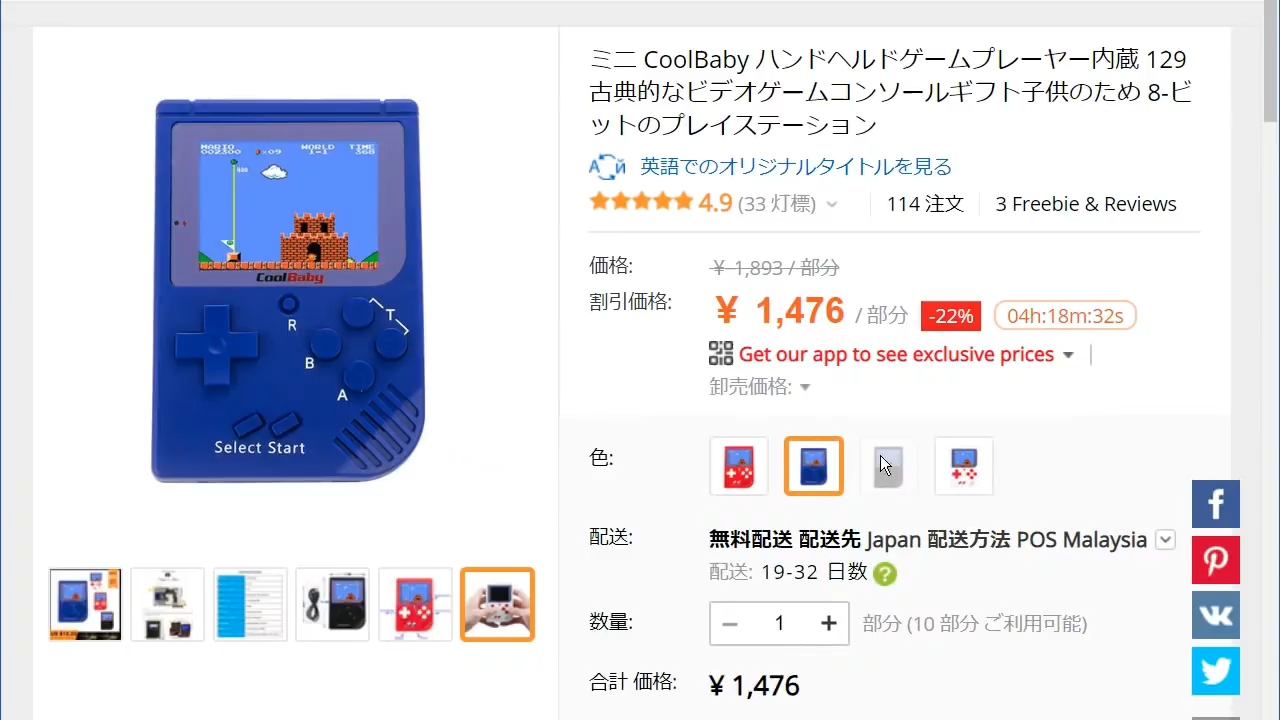 ミニ CoolBaby ハンドヘルドゲームプレーヤー内蔵 129
古典的なビデオゲームコンソールギフト子供のため 8-ビ
ットのプレイステーション
英語でのオリジナルタイトルを見る
4.9 (33 灯標) 114 注文 3 Freebie & Reviews
価格: ¥ 1,893 / 部分
割引価格: ¥ 1,476 / 部分 -22% 04h:18m:32s
Get our app to see exclusive prices
卸売価格:
色:
配送: 無料配送 配送先 Japan 配送方法 POS Malaysia
配送: 19-32 日数 ?
数量: − 1 + 部分 (10 部分 ご利用可能)
合計 価格: ¥ 1,476
MARIO WORLD TIME
002300 ×09 1-1 368
CoolBaby
R
T
B
A
Select Start